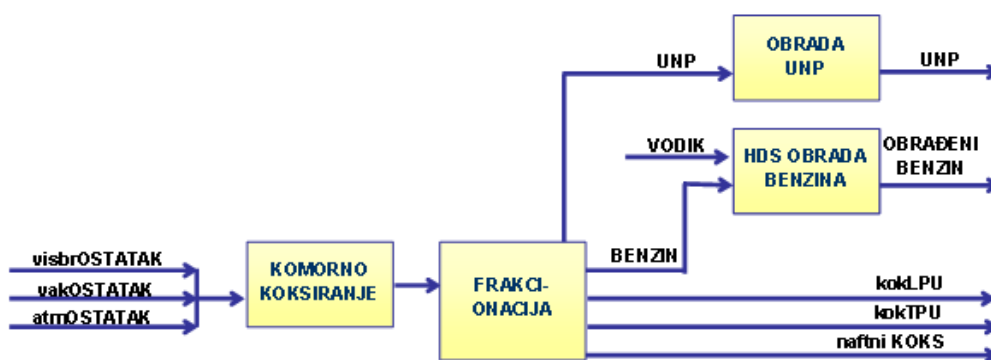 UNP
OBRADA
UNP
UNP
VODIK
HDS OBRADA
BENZINA
OBRAĐENI
BENZIN
visbrOSTATAK
vakOSTATAK
atmOSTATAK
KOMORNO
KOKSIRANJE
FRAKCI-
ONACIJA
BENZIN
kokLPU
kokTPU
naftni KOKS